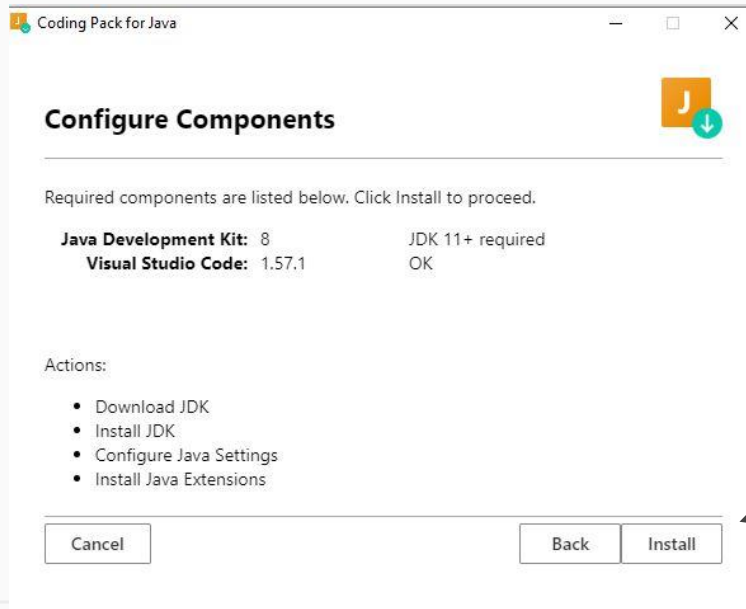 Coding Pack for Java
J
Configure Components
Required components are listed below. Click Install to proceed.
Java Development Kit: 8 JDK 11+ required
Visual Studio Code: 1.57.1 OK
Actions:
• Download JDK
• Install JDK
• Configure Java Settings
• Install Java Extensions
Cancel Back Install